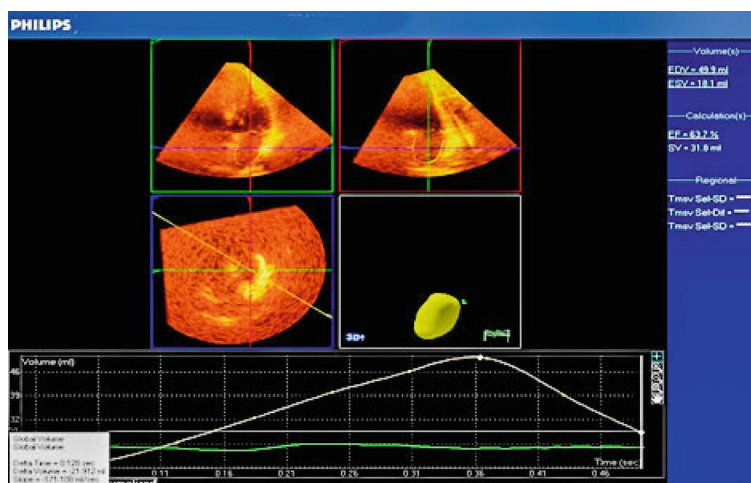 PHILIPS
Volume(s)
EDV = 49.9 ml
ESV = 18.1 ml
Calculation(s)
EF = 63.7 %
SV = 31.8 ml
Regional
Tmsv Sel-SD =
Tmsv Sel-Dif =
Tmsv Sel-SD =
3D+
Volume (ml)
46
39
32
Global Volume
Global Volume
Delta Time = 0.128 sec
Delta Volume = -21.912 ml
Slope = -171.100 ml/sec
0.11 0.16 0.21 0.26 0.31 0.36 0.41 0.46
Time (sec